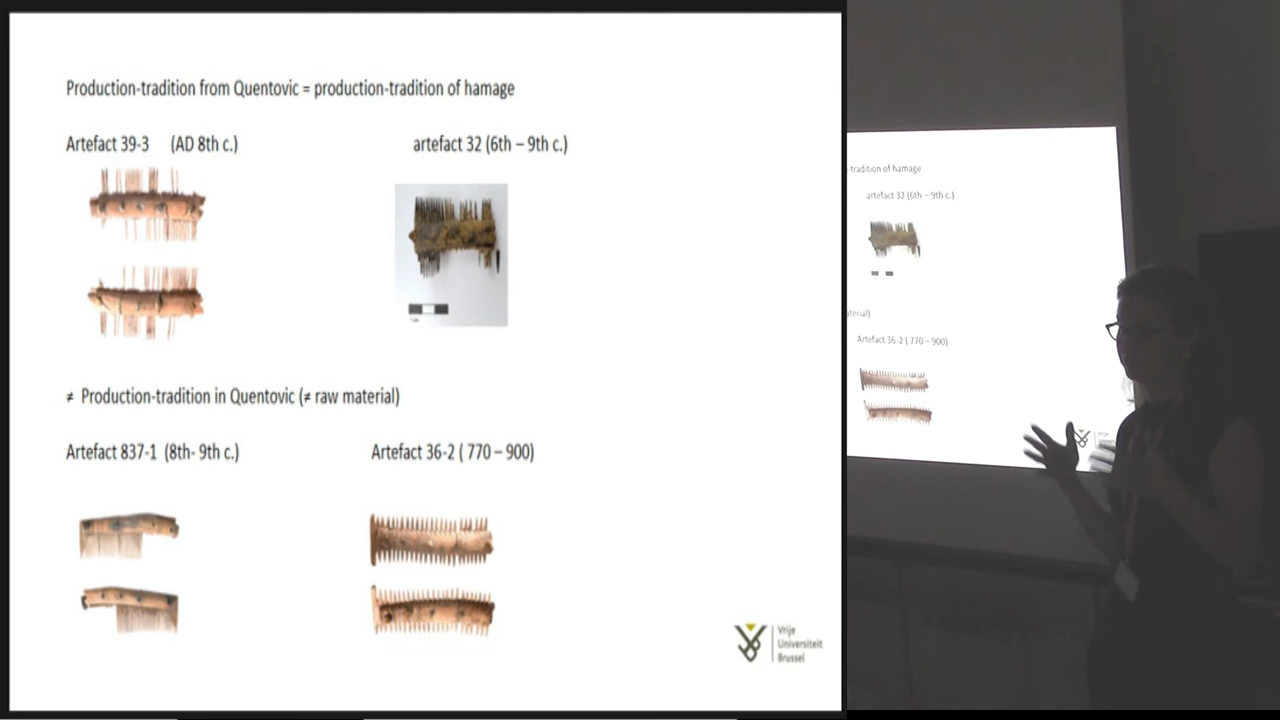 Production-tradition from Quentovic = production-tradition of hamage
Artefact 39-3 (AD 8th c.)
artefact 32 (6th – 9th c.)
≠ Production-tradition in Quentovic (≠ raw material)
Artefact 837-1 (8th- 9th c.)
Artefact 36-2 ( 770 – 900)
Vrije
Universiteit
Brussel
-tradition of hamage
artefact 32 (6th – 9th c.)
aterial)
Artefact 36-2 ( 770 – 900)